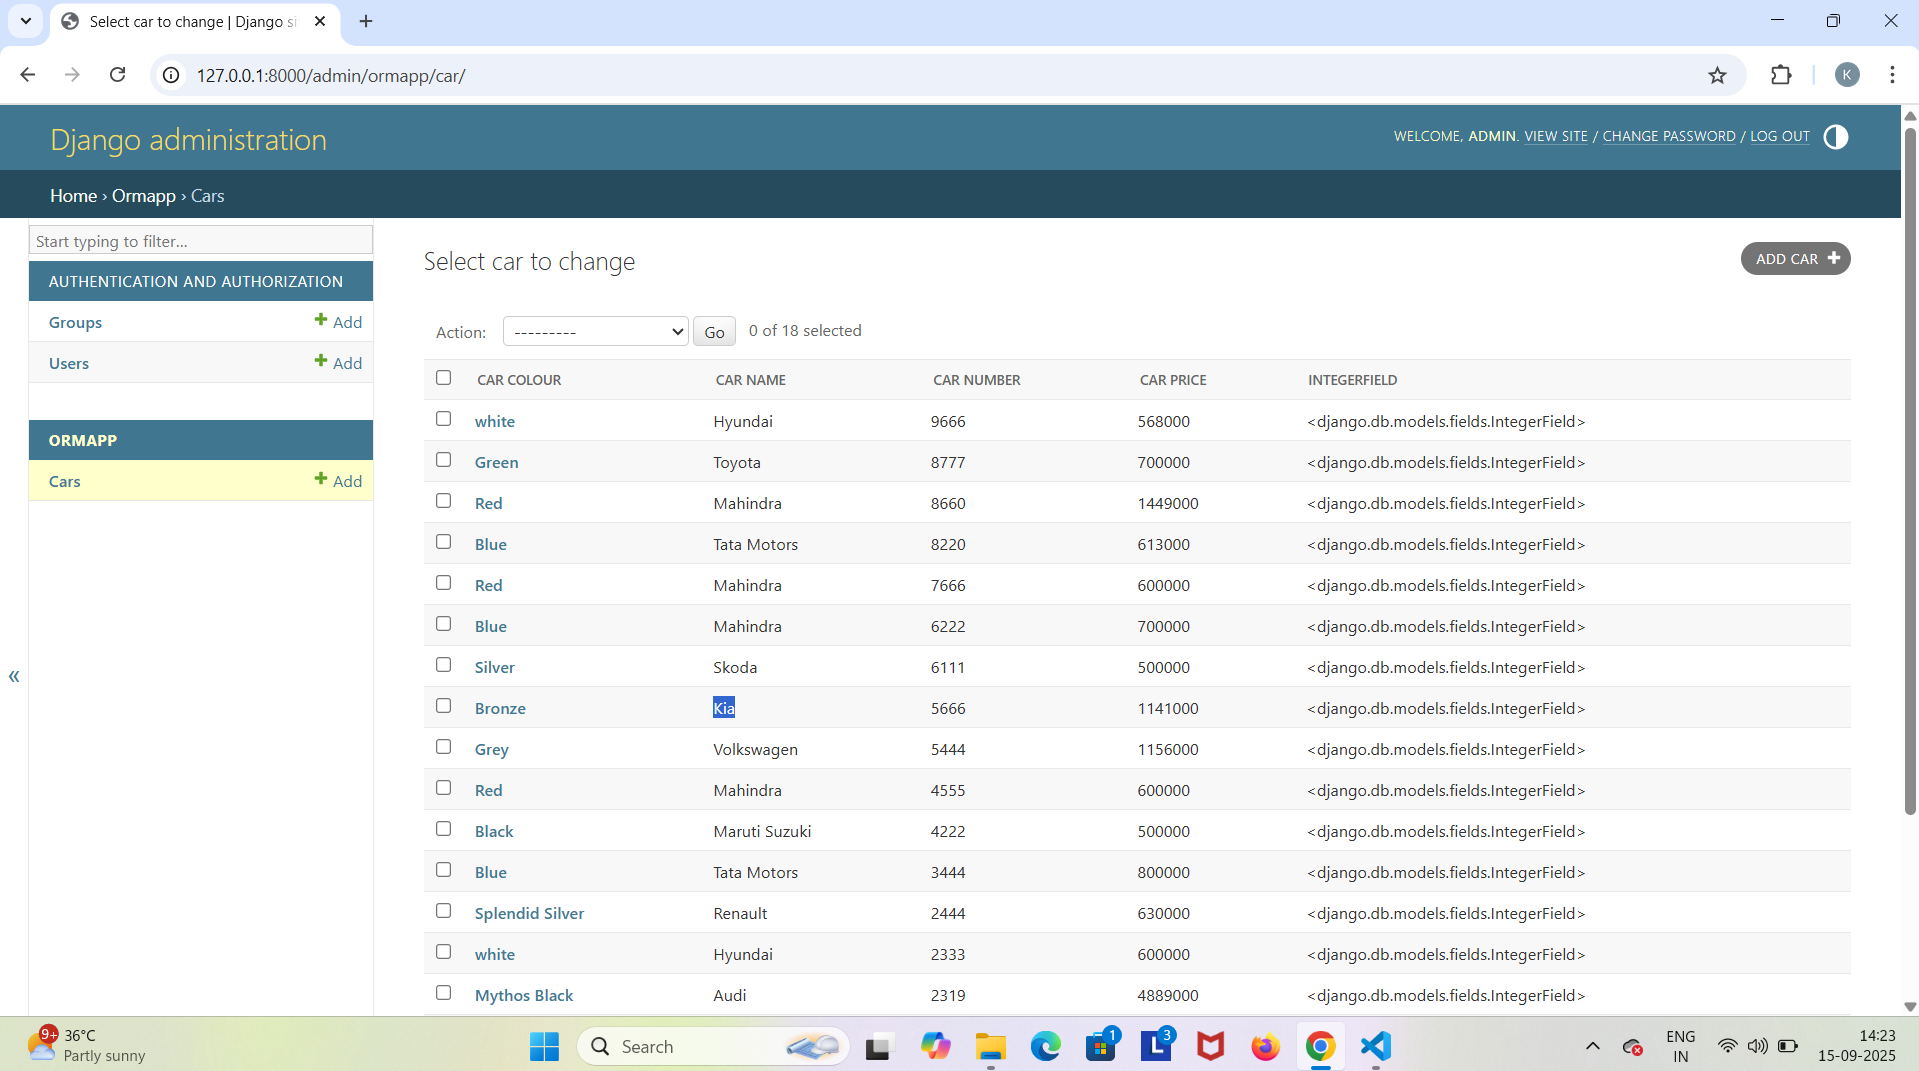 Select car to change | Django si
127.0.0.1:8000/admin/ormapp/car/
K
Django administration
WELCOME, ADMIN. VIEW SITE / CHANGE PASSWORD / LOG OUT
Home › Ormapp › Cars
Start typing to filter...
AUTHENTICATION AND AUTHORIZATION
Groups + Add
Users + Add
ORMAPP
Cars + Add
«
Select car to change
ADD CAR +
Action: --------- Go 0 of 18 selected
CAR COLOUR CAR NAME CAR NUMBER CAR PRICE INTEGERFIELD
white Hyundai 9666 568000 <django.db.models.fields.IntegerField>
Green Toyota 8777 700000 <django.db.models.fields.IntegerField>
Red Mahindra 8660 1449000 <django.db.models.fields.IntegerField>
Blue Tata Motors 8220 613000 <django.db.models.fields.IntegerField>
Red Mahindra 7666 600000 <django.db.models.fields.IntegerField>
Blue Mahindra 6222 700000 <django.db.models.fields.IntegerField>
Silver Skoda 6111 500000 <django.db.models.fields.IntegerField>
Bronze Kia 5666 1141000 <django.db.models.fields.IntegerField>
Grey Volkswagen 5444 1156000 <django.db.models.fields.IntegerField>
Red Mahindra 4555 600000 <django.db.models.fields.IntegerField>
Black Maruti Suzuki 4222 500000 <django.db.models.fields.IntegerField>
Blue Tata Motors 3444 800000 <django.db.models.fields.IntegerField>
Splendid Silver Renault 2444 630000 <django.db.models.fields.IntegerField>
white Hyundai 2333 600000 <django.db.models.fields.IntegerField>
Mythos Black Audi 2319 4889000 <django.db.models.fields.IntegerField>
9+ 36°C
Partly sunny
Search
1
L 3
ENG
IN
14:23
15-09-2025